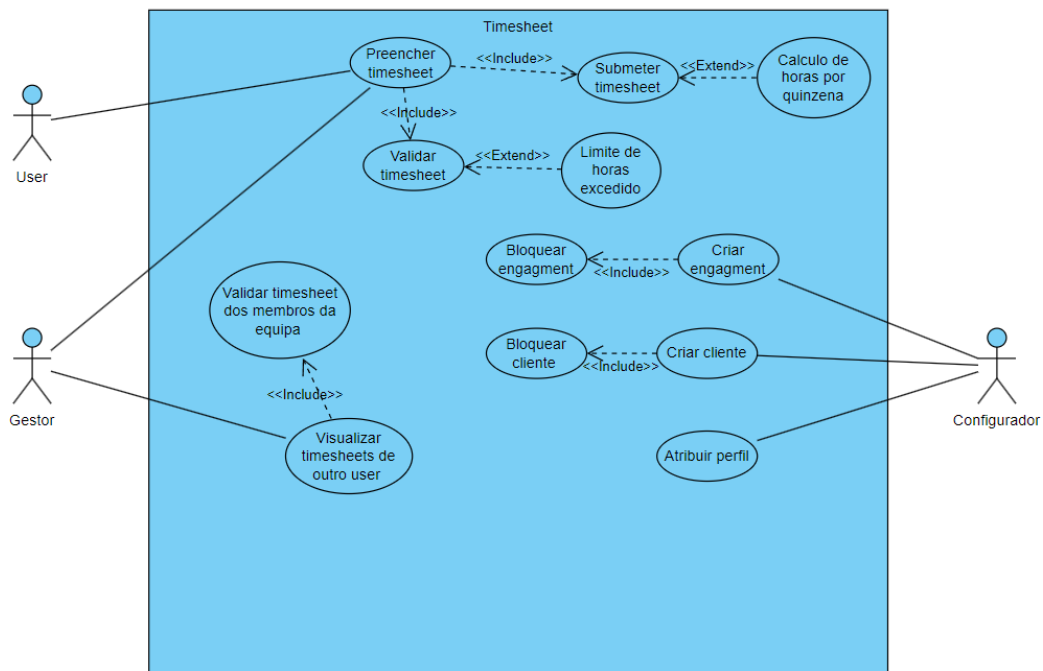 Timesheet
Preencher
timesheet
<<Include>>
Submeter
timesheet
<<Extend>>
Calculo de
horas por
quinzena
<<Include>>
Validar
timesheet
<<Extend>>
Limite de
horas
excedido
User
Bloquear
engagment
<<Include>>
Criar
engagment
Validar timesheet
dos membros da
equipa
Bloquear
cliente
<<Include>>
Criar cliente
<<Include>>
Gestor
Configurador
Visualizar
timesheets de
outro user
Atribuir perfil